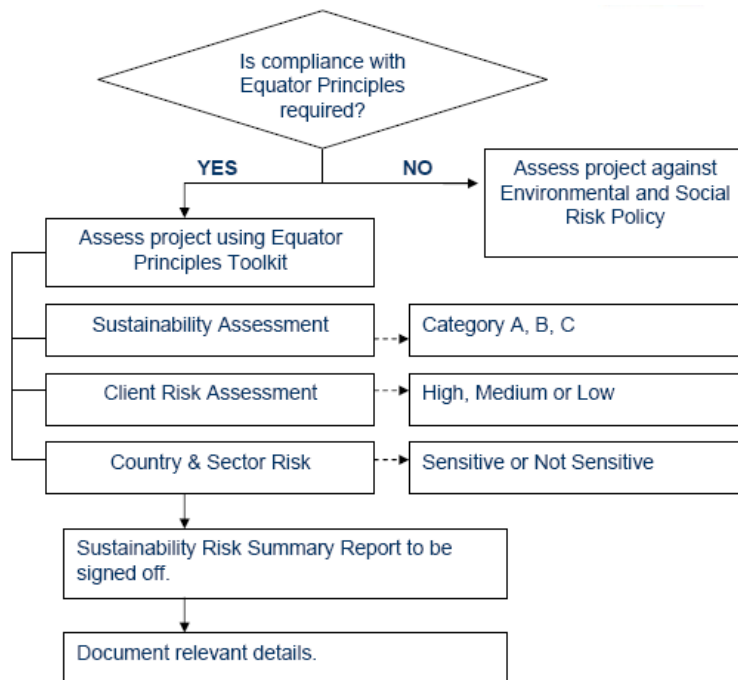 Is compliance with
Equator Principles
required?
YES
NO
Assess project against
Environmental and Social
Risk Policy
Assess project using Equator
Principles Toolkit
Sustainability Assessment
Category A, B, C
Client Risk Assessment
High, Medium or Low
Country & Sector Risk
Sensitive or Not Sensitive
Sustainability Risk Summary Report to be
signed off.
Document relevant details.